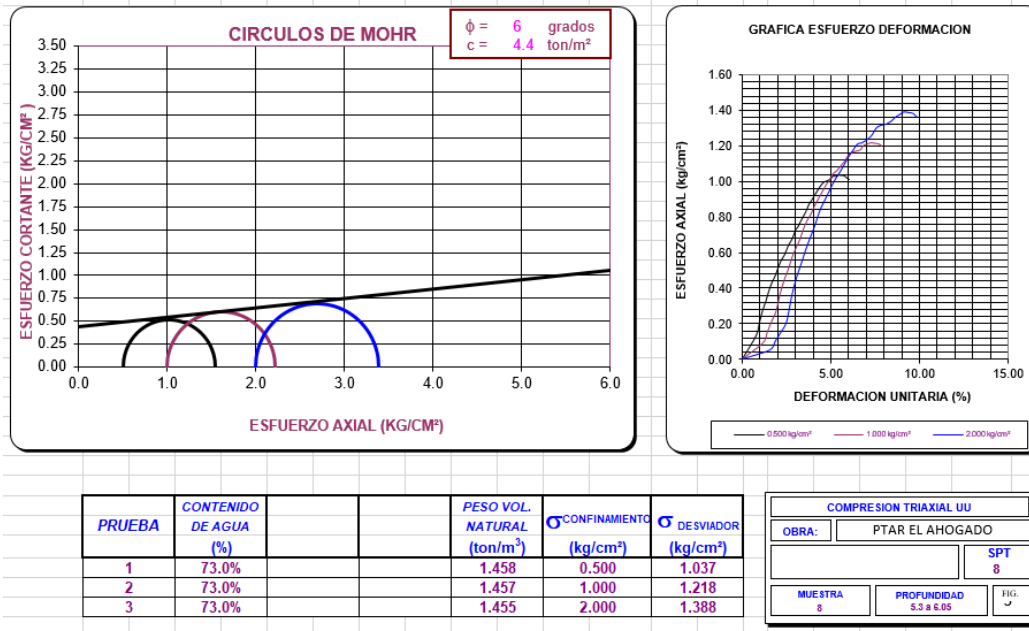 CIRCULOS DE MOHR
ϕ = 6 grados
c = 4.4 ton/m²
ESFUERZO CORTANTE (KG/CM²)
3.50
3.25
3.00
2.75
2.50
2.25
2.00
1.75
1.50
1.25
1.00
0.75
0.50
0.25
0.00
0.0 1.0 2.0 3.0 4.0 5.0 6.0
ESFUERZO AXIAL (KG/CM²)
GRAFICA ESFUERZO DEFORMACION
ESFUERZO AXIAL (kg/cm²)
1.60
1.40
1.20
1.00
0.80
0.60
0.40
0.20
0.00
0.00 5.00 10.00 15.00
DEFORMACION UNITARIA (%)
0.500 kg/cm² 1.000 kg/cm² 2.000 kg/cm²
PRUEBA
CONTENIDO
DE AGUA
(%)
PESO VOL.
NATURAL
(ton/m³)
σ CONFINAMIENTO
(kg/cm²)
σ DESVIADOR
(kg/cm²)
1 73.0% 1.458 0.500 1.037
2 73.0% 1.457 1.000 1.218
3 73.0% 1.455 2.000 1.388
COMPRESION TRIAXIAL UU
OBRA: PTAR EL AHOGADO
SPT
8
MUESTRA
8
PROFUNDIDAD
5.3 a 6.05
FIG.